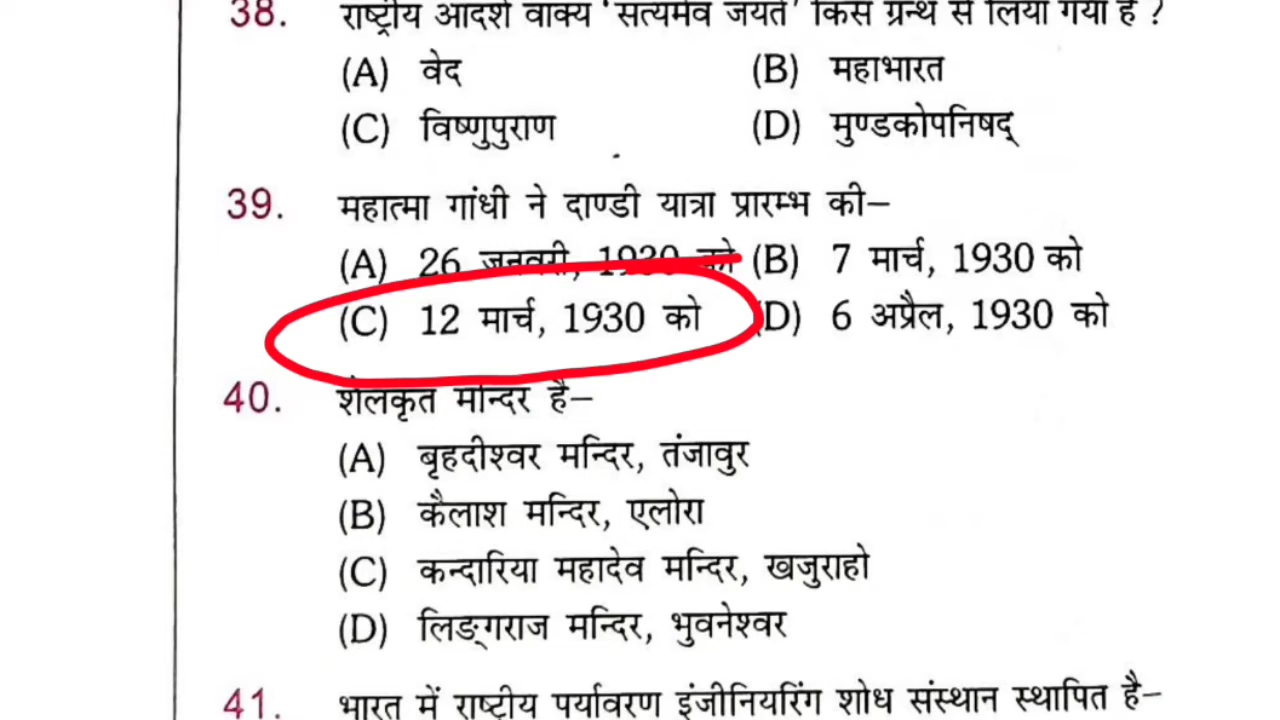 38. राष्ट्रीय आदर्श वाक्य 'सत्यमेव जयते' किस ग्रन्थ से लिया गया है ?
(A) वेद (B) महाभारत
(C) विष्णुपुराण (D) मुण्डकोपनिषद्
39. महात्मा गांधी ने दाण्डी यात्रा प्रारम्भ की–
(A) 26 जनवरी, 1930 को (B) 7 मार्च, 1930 को
(C) 12 मार्च, 1930 को (D) 6 अप्रैल, 1930 को
40. शैलकृत मन्दिर है–
(A) बृहदीश्वर मन्दिर, तंजावुर
(B) कैलाश मन्दिर, एलोरा
(C) कन्दारिया महादेव मन्दिर, खजुराहो
(D) लिङ्गराज मन्दिर, भुवनेश्वर
41. भारत में राष्ट्रीय पर्यावरण इंजीनियरिंग शोध संस्थान स्थापित है–